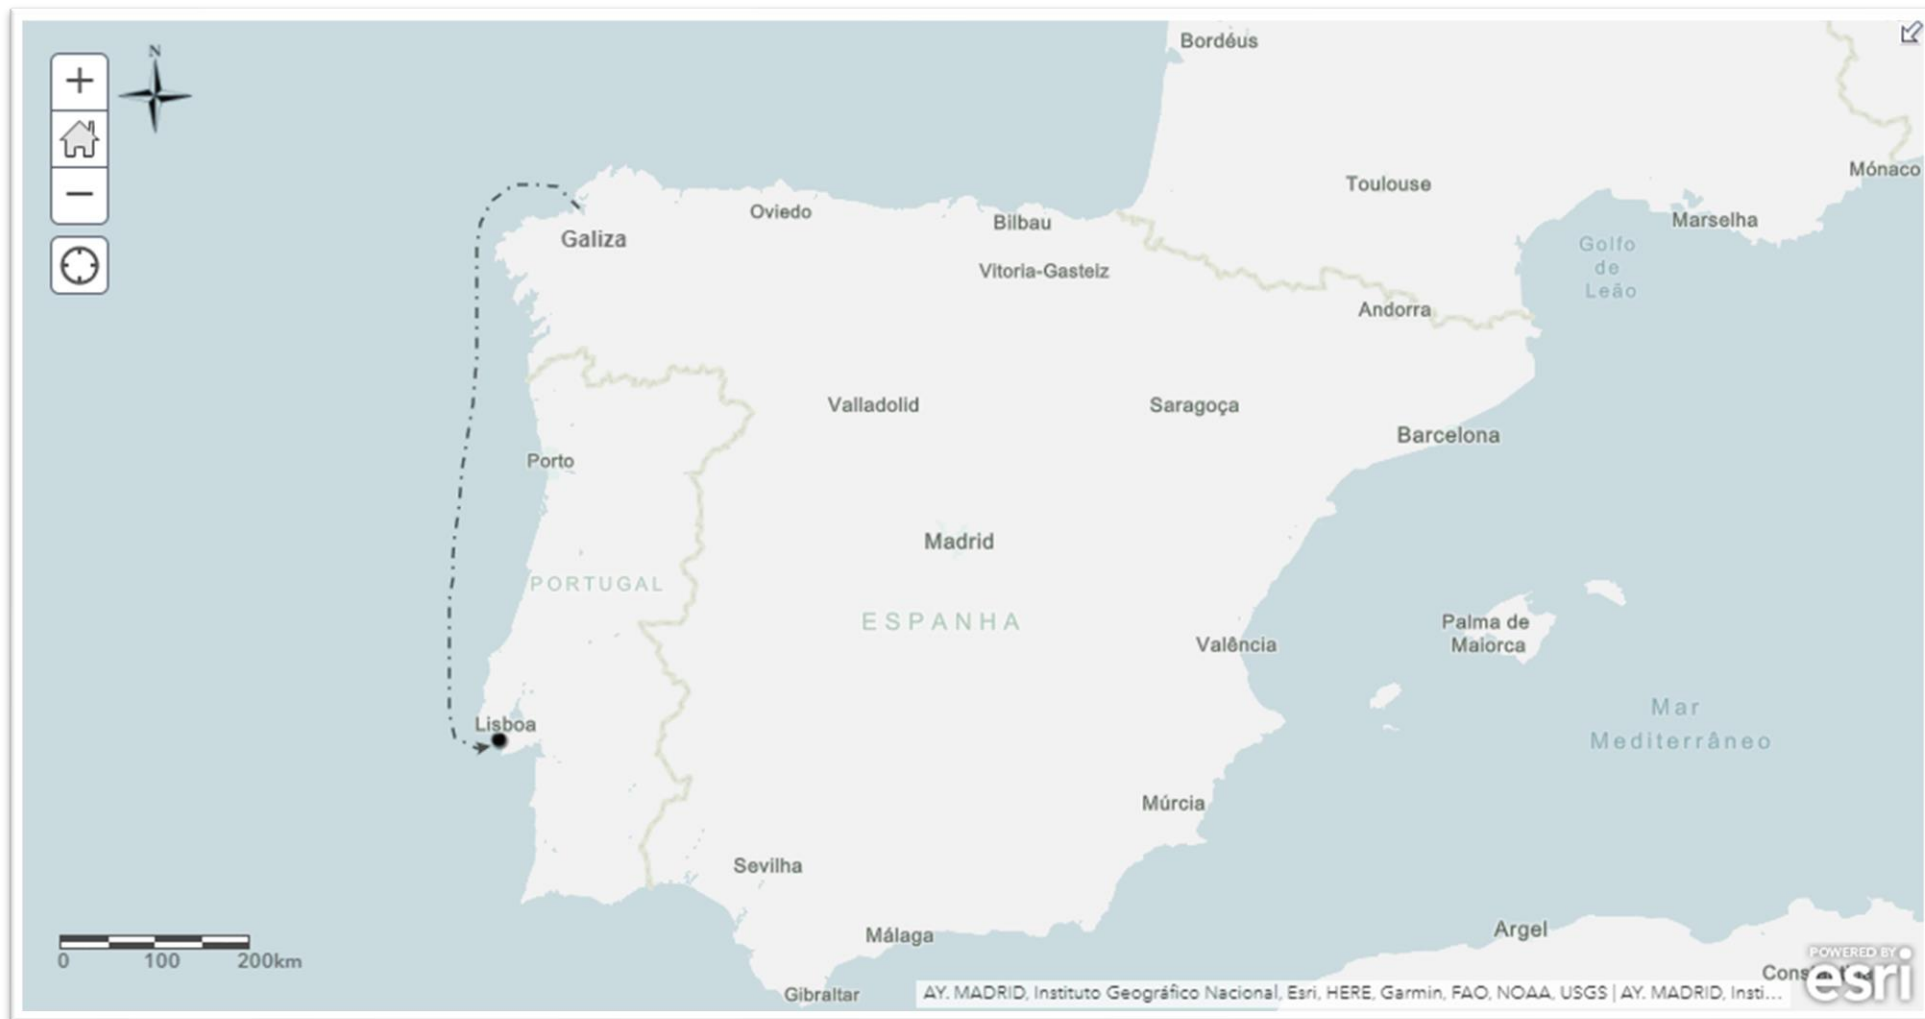 N
Bordéus
Mónaco
Toulouse
Marselha
Oviedo
Bilbau
Galiza
Golfo
de
Leão
Vitoria-Gasteiz
Andorra
Valladolid
Saragoça
Barcelona
Porto
Madrid
PORTUGAL
ESPANHA
Palma de
Maiorca
Valência
Mar
Mediterrâneo
Lisboa
Múrcia
Sevilha
Argel
Málaga
0 100 200km
Gibraltar
AY. MADRID, Instituto Geográfico Nacional, Esri, HERE, Garmin, FAO, NOAA, USGS | AY. MADRID, Insti...
POWERED BY
esri